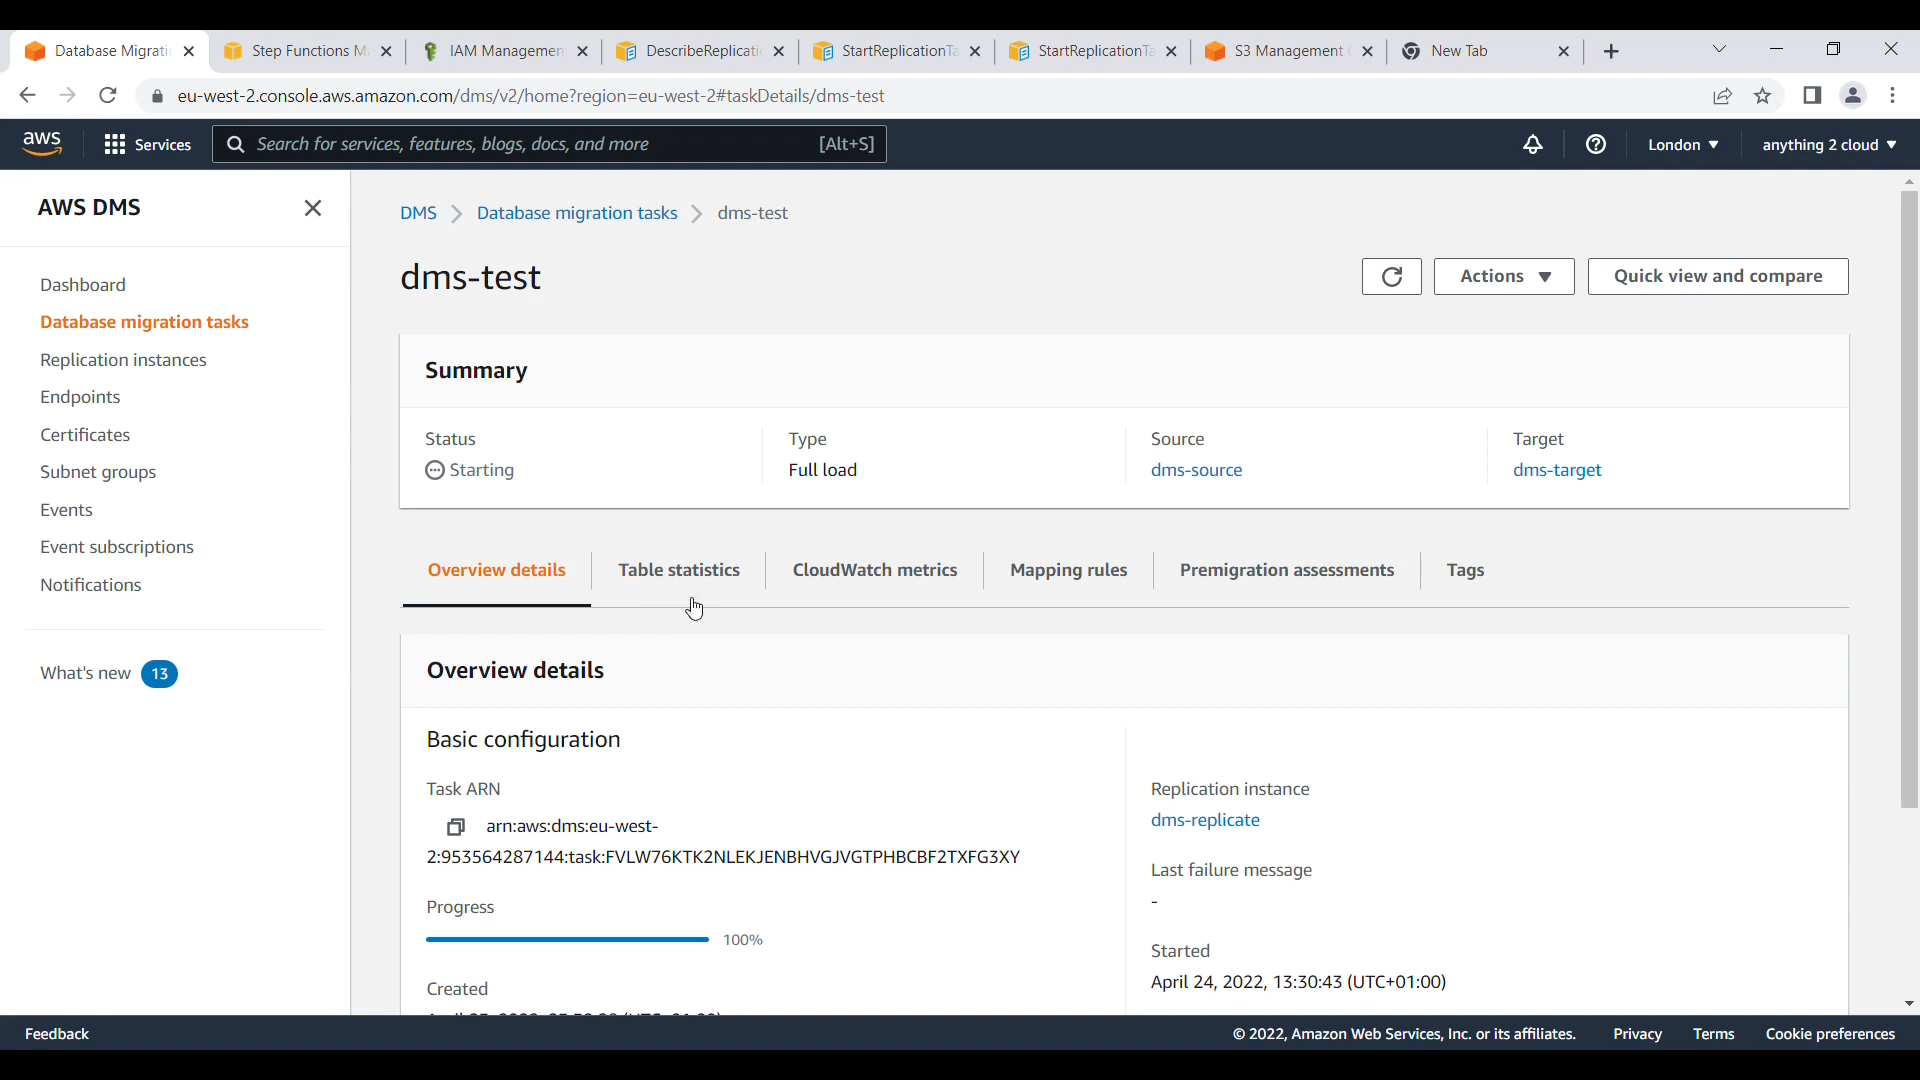 Database Migrati
Step Functions M
IAM Managemen
DescribeReplicati
StartReplicationTa
StartReplicationTa
S3 Management
New Tab
eu-west-2.console.aws.amazon.com/dms/v2/home?region=eu-west-2#taskDetails/dms-test
aws
Services
Search for services, features, blogs, docs, and more
[Alt+S]
London
anything 2 cloud
AWS DMS
Dashboard
Database migration tasks
Replication instances
Endpoints
Certificates
Subnet groups
Events
Event subscriptions
Notifications
What's new 13
DMS > Database migration tasks > dms-test
dms-test
Actions
Quick view and compare
Summary
Status
Starting
Type
Full load
Source
dms-source
Target
dms-target
Overview details
Table statistics
CloudWatch metrics
Mapping rules
Premigration assessments
Tags
Overview details
Basic configuration
Task ARN
arn:aws:dms:eu-west-
2:953564287144:task:FVLW76KTK2NLEKJENBHVGJVGTPHBCBF2TXFG3XY
Progress
100%
Created
Replication instance
dms-replicate
Last failure message
-
Started
April 24, 2022, 13:30:43 (UTC+01:00)
Feedback
© 2022, Amazon Web Services, Inc. or its affiliates.
Privacy
Terms
Cookie preferences